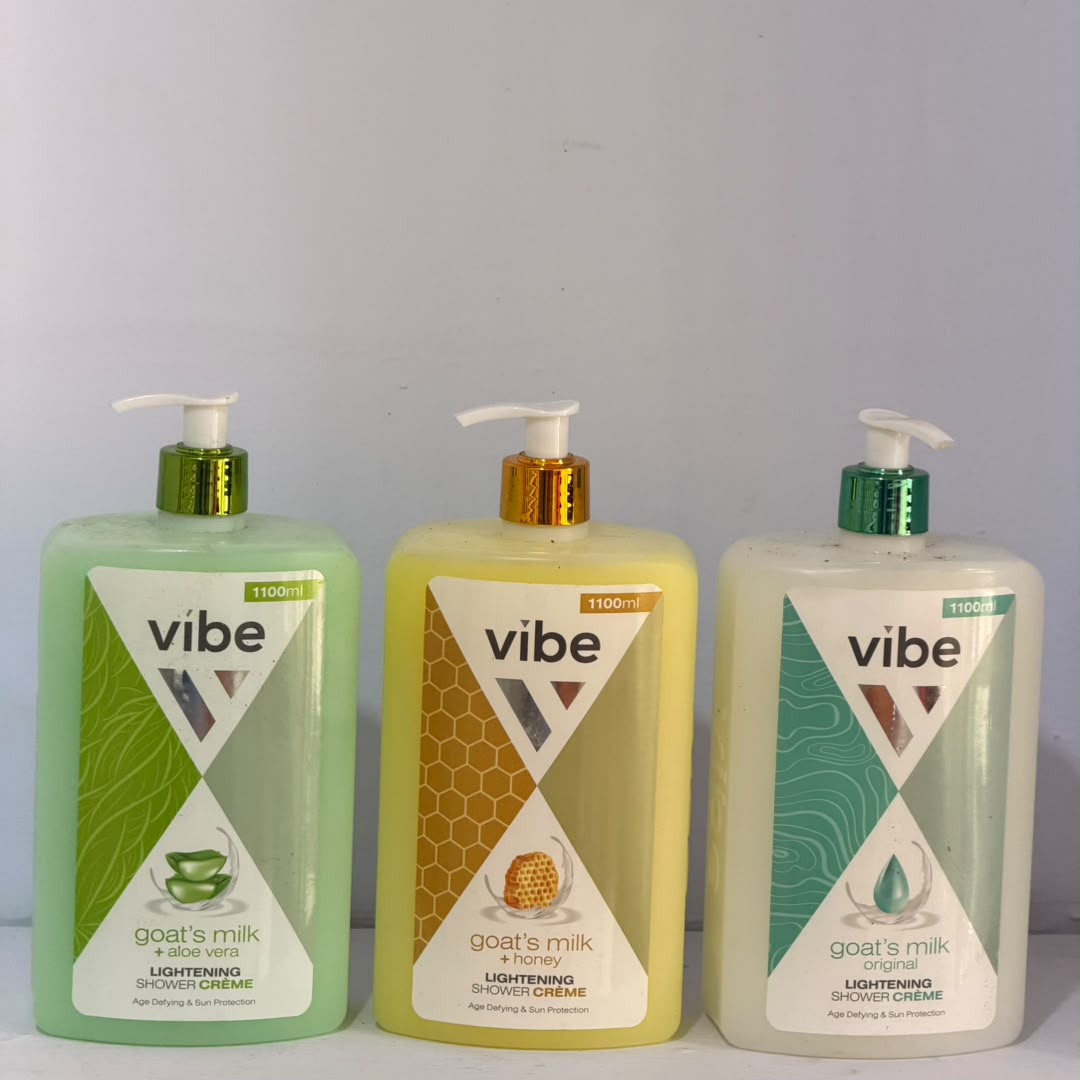 1100ml
vibe
goat's milk
+ aloe vera
LIGHTENING
SHOWER CRÈME
Age Defying & Sun Protection
1100ml
vibe
goat's milk
+ honey
LIGHTENING
SHOWER CRÈME
Age Defying & Sun Protection
1100ml
vibe
goat's milk
original
LIGHTENING
SHOWER CRÈME
Age Defying & Sun Protection